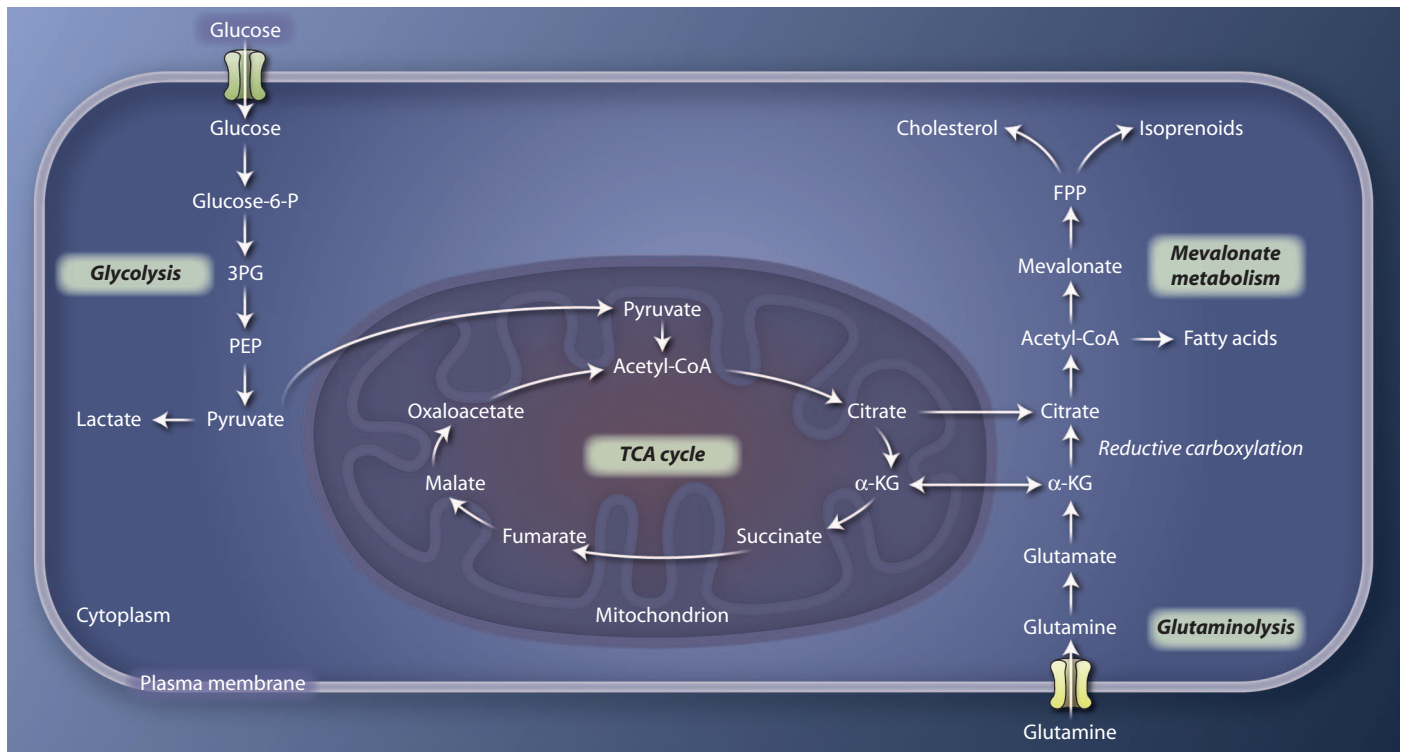 Glucose
Glucose
Glucose-6-P
Glycolysis
3PG
PEP
Lactate
Pyruvate
Pyruvate
Acetyl-CoA
Oxaloacetate
Citrate
TCA cycle
Malate
α-KG
Fumarate
Succinate
Mitochondrion
Cytoplasm
Plasma membrane
Cholesterol
Isoprenoids
FPP
Mevalonate
Mevalonate
metabolism
Acetyl-CoA
Fatty acids
Citrate
Reductive carboxylation
α-KG
Glutamate
Glutamine
Glutaminolysis
Glutamine